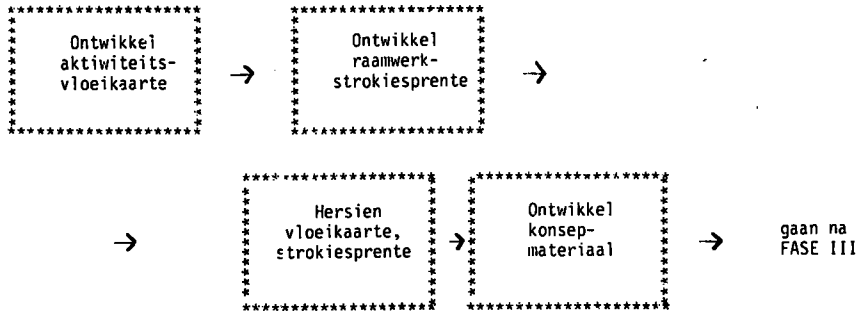 Ontwikkel
aktiwiteits-
vloeikaarte
Ontwikkel
raamwerk-
strokiesprente
Hersien
vloeikaarte,
strokiesprente
Ontwikkel
konsep-
materiaal
gaan na
FASE III